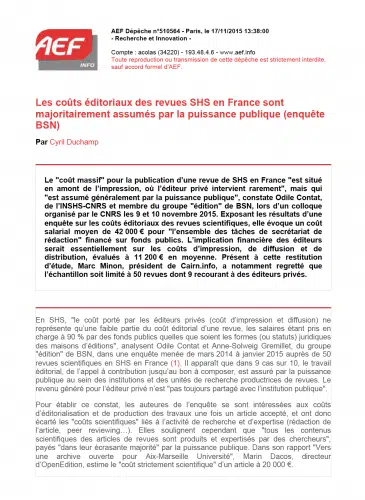 AEF
INFO
AEF Dépêche n°510564 - Paris, le 17/11/2015 13:38:00
- Recherche et Innovation -
Compte : acolas (34220) - 193.48.4.6 - www.aef.info
Toute reproduction ou transmission de cette dépêche est strictement interdite,
sauf accord formel d'AEF.
Les coûts éditoriaux des revues SHS en France sont
majoritairement assumés par la puissance publique (enquête
BSN)
Par Cyril Duchamp
Le "coût massif" pour la publication d'une revue de SHS en France "est situé
en amont de l'impression, où l'éditeur privé intervient rarement", mais qui
"est assumé généralement par la puissance publique", constate Odile Contat,
de l'INSHS-CNRS et membre du groupe "édition" de BSN, lors d'un colloque
organisé par le CNRS les 9 et 10 novembre 2015. Exposant les résultats d'une
enquête sur les coûts éditoriaux des revues scientifiques, elle évoque un coût
salarial moyen de 42 000 € pour "l'ensemble des tâches de secrétariat de
rédaction" financé sur fonds publics. L'implication financière des éditeurs
serait essentiellement sur les coûts d'impression, de diffusion et de
distribution, évalués à 11 200 € en moyenne. Présent à cette restitution
d'étude, Marc Minon, président de Cairn.info, a notamment regretté que
l'échantillon soit limité à 50 revues dont 9 recourant à des éditeurs privés.
En SHS, "le coût porté par les éditeurs privés (coût d'impression et diffusion) ne
représente qu'une faible partie du coût éditorial d'une revue, les salaires étant pris en
charge à 90 % par des fonds publics quelles que soient les formes (ou statuts) juridiques
des maisons d'éditions", analysent Odile Contat et Anne-Solweig Gremillet, du groupe
"édition" de BSN, dans une enquête menée de mars 2014 à janvier 2015 auprès de 50
revues scientifiques en SHS en France (1). Il apparaît que dans 9 cas sur 10, le travail
éditorial, de l'appel à contribution jusqu'au bon à composer, est assuré par la puissance
publique au sein des institutions et des unités de recherche productrices de revues. Le
revenu généré pour l'éditeur privé n'est "pas toujours partagé avec l'institution publique".
Pour établir ce constat, les auteures de l'enquête se sont intéressées aux coûts
d'éditorialisation et de production des travaux une fois un article accepté, et ont donc
écarté les "coûts scientifiques" liés à l'activité de recherche et d'expertise (rédaction de
l'article, peer reviewing…). Elles soulignent cependant que "tous les contenus
scientifiques des articles de revues sont produits et expertisés par des chercheurs",
payés "dans leur écrasante majorité" par la puissance publique. Dans son rapport "Vers
une archive ouverte pour Aix-Marseille Université", Marin Dacos, directeur
d'OpenEdition, estime le "coût strictement scientifique" d'un article à 20 000 €.